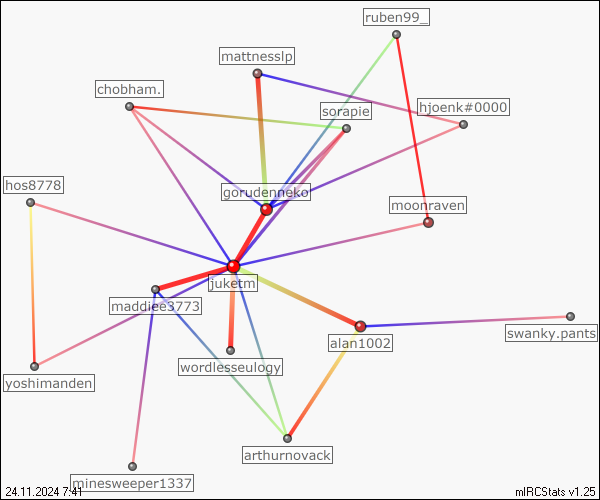 ruben99_
mattnesslp
chobham.
sorapie
hjoenk#0000
hos8778
gorudenneko
moonraven
juketm
maddiee3773
swanky.pants
alan1002
wordlesseulogy
yoshimanden
arthurnovack
minesweeper1337
24.11.2024 7:41
mIRCStats v1.25